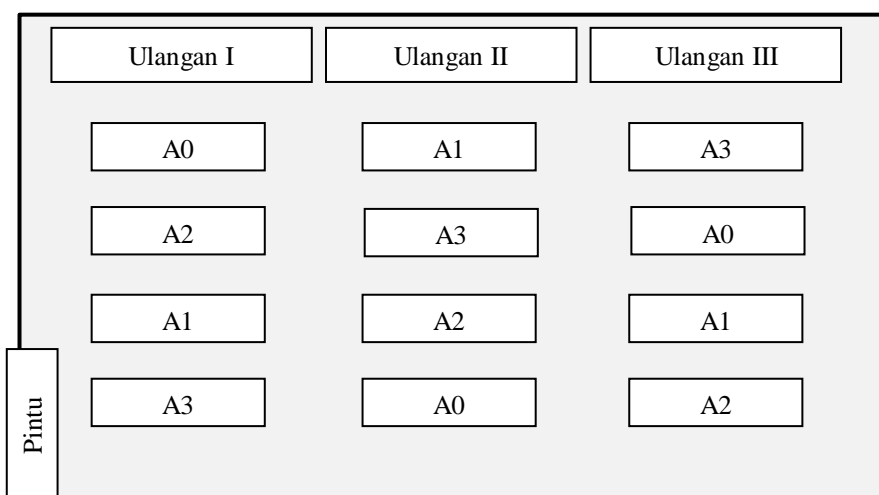 Ulangan I
Ulangan II
Ulangan III
A0
A1
A3
A2
A3
A0
A1
A2
A1
A3
A0
A2
Pintu